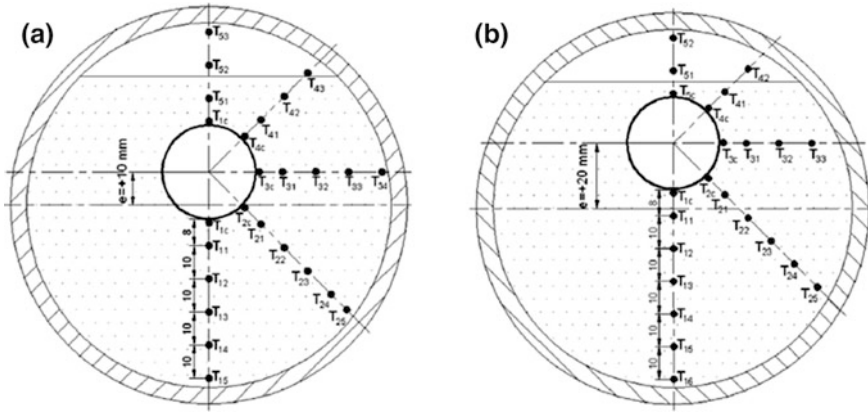 (a)
T53
T52
T51
T1c
T43
T42
T41
T4c
e=+10 mm
T3c T31 T32 T33 T34
T2c
T21
T22
T23
T24
T25
T1c
8
T11
10
T12
10
T13
10
T14
10
T15
(b)
T52
T51
T5c
T42
T41
T4c
e=+20 mm
T3c T31 T32 T33
T2c
T21
T22
T23
T24
T25
T1c
8
T11
10
T12
10
T13
10
T14
10
T15
10
T16